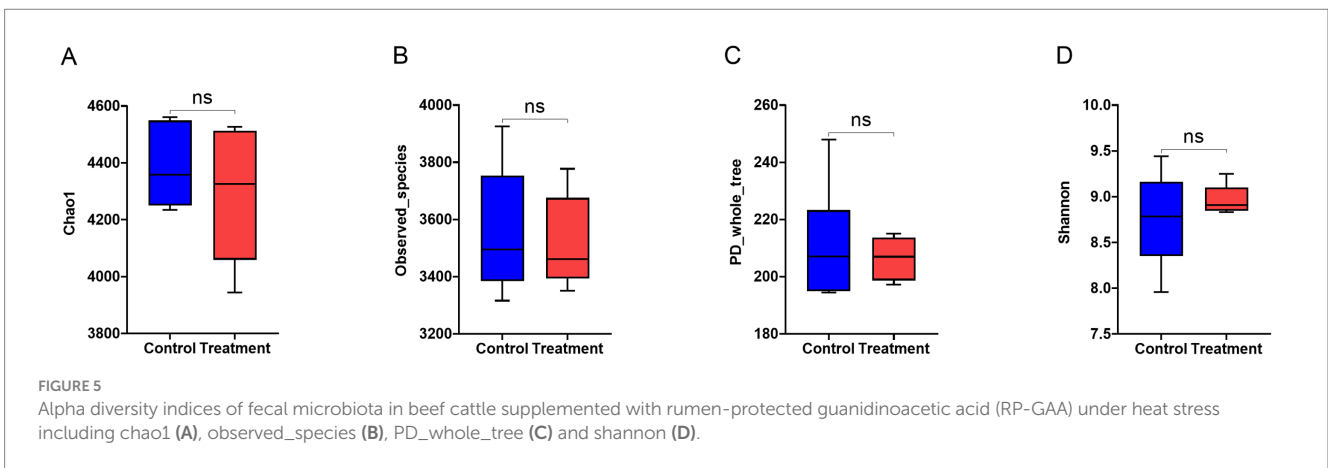 A
B
C
D
Chao1
4600
4400
4200
4000
3800
ns
Control Treatment
Observed_species
4000
3800
3600
3400
3200
ns
Control Treatment
PD_whole_tree
260
240
220
200
180
ns
Control Treatment
Shannon
10.0
9.5
9.0
8.5
8.0
7.5
ns
Control Treatment
FIGURE 5
Alpha diversity indices of fecal microbiota in beef cattle supplemented with rumen-protected guanidinoacetic acid (RP-GAA) under heat stress
including chao1 (A), observed_species (B), PD_whole_tree (C) and shannon (D).